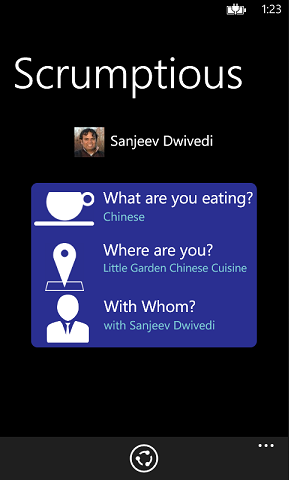 1:23
Scrumptious
Sanjeev Dwivedi
What are you eating?
Chinese
Where are you?
Little Garden Chinese Cuisine
With Whom?
with Sanjeev Dwivedi